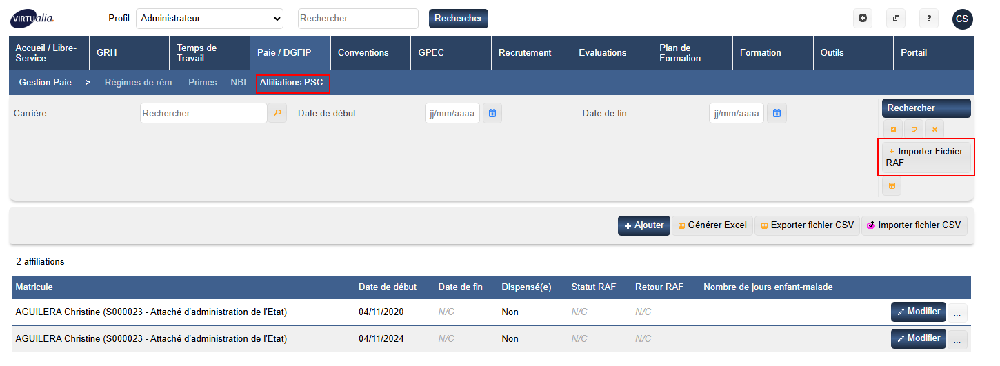 VIRTUalia.
Profil Administrateur Rechercher... Rechercher ? CS
Accueil / Libre-Service GRH Temps de Travail Paie / DGFIP Conventions GPEC Recrutement Evaluations Plan de Formation Formation Outils Portail
Gestion Paie > Régimes de rém. Primes NBI Affiliations PSC
Carrière Rechercher Date de début jj/mm/aaaa Date de fin jj/mm/aaaa Rechercher
Importer Fichier
RAF
Ajouter Générer Excel Exporter fichier CSV Importer fichier CSV
2 affiliations
Matricule Date de début Date de fin Dispensé(e) Statut RAF Retour RAF Nombre de jours enfant-malade
AGUILERA Christine (S000023 - Attaché d'administration de l'Etat) 04/11/2020 N/C Non N/C N/C Modifier ...
AGUILERA Christine (S000023 - Attaché d'administration de l'Etat) 04/11/2024 N/C Non N/C N/C Modifier ...